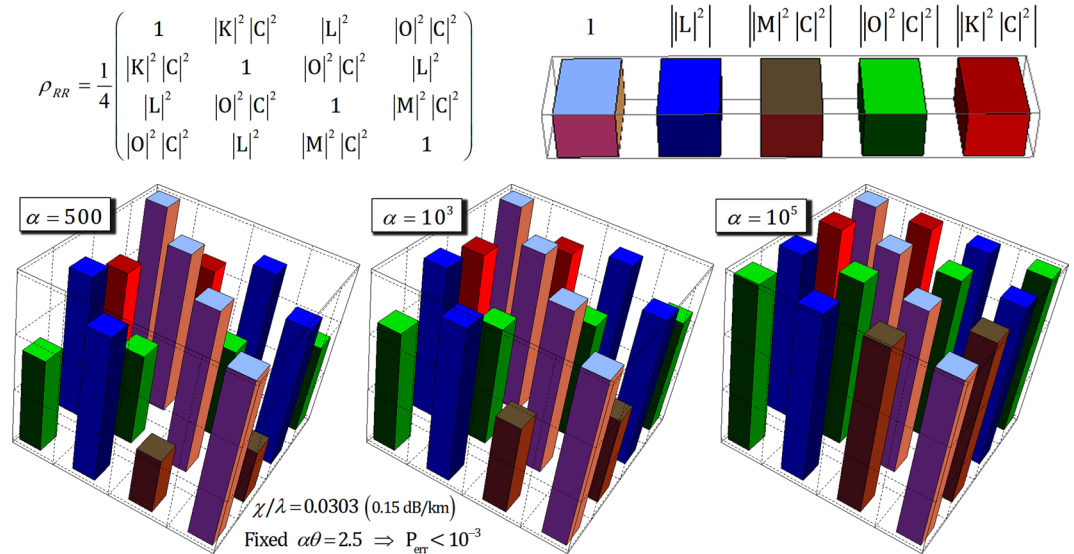 ρ_RR = 1/4 ( 1 |K|²|C|² |L|² |O|²|C|²
|K|²|C|² 1 |O|²|C|² |L|²
|L|² |O|²|C|² 1 |M|²|C|²
|O|²|C|² |L|² |M|²|C|² 1 )
1 ||L|²| ||M|²|C|²| ||O|²|C|²| ||K|²|C|²|
α = 500
α = 10³
α = 10⁵
χ/λ=0.0303 (0.15 dB/km)
Fixed αθ=2.5 ⇒ P_err<10⁻³